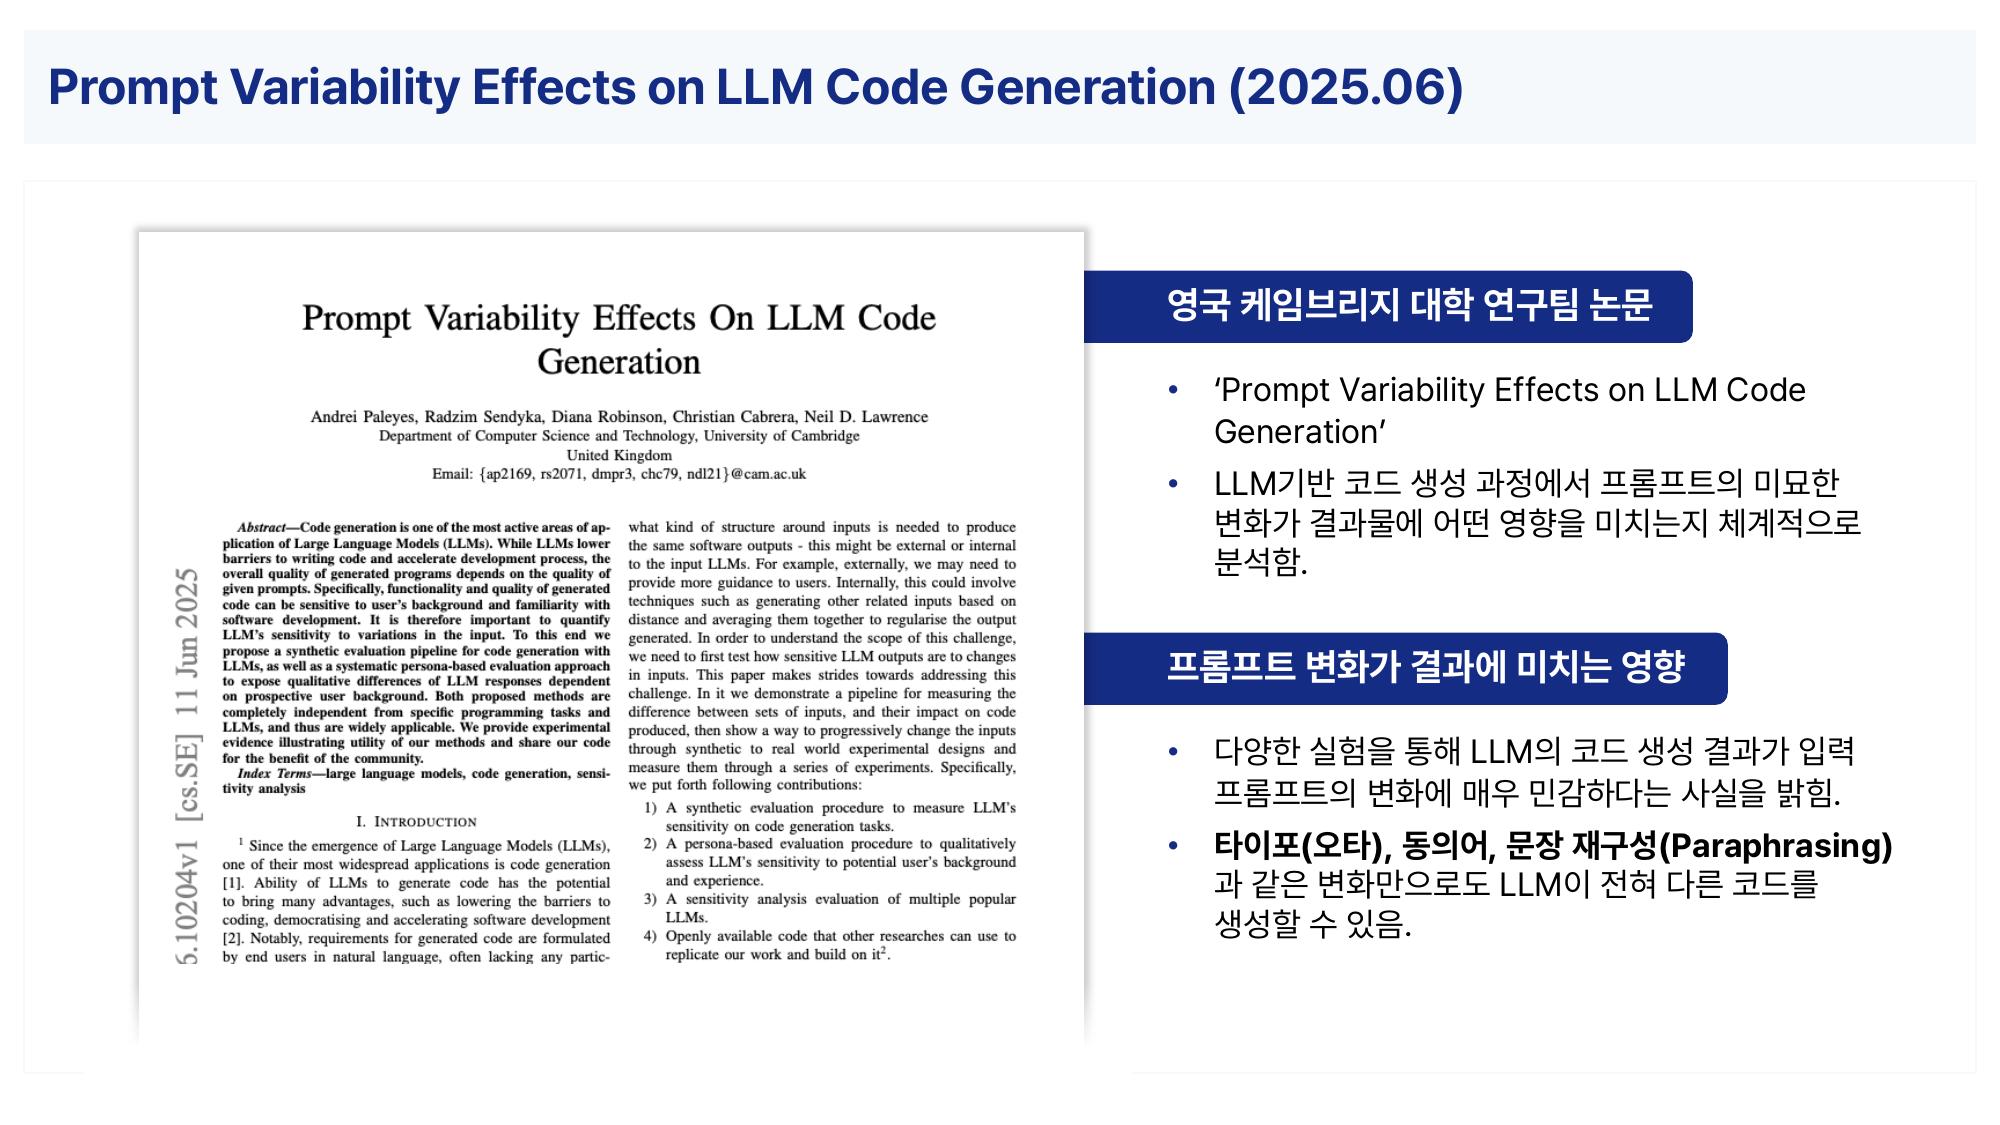 Prompt Variability Effects on LLM Code Generation (2025.06)
Prompt Variability Effects On LLM Code
Generation
Andrei Paleyes, Radzim Sendyka, Diana Robinson, Christian Cabrera, Neil D. Lawrence
Department of Computer Science and Technology, University of Cambridge
United Kingdom
Email: {ap2169, rs2071, dmpr3, chc79, ndl21}@cam.ac.uk
Abstract—Code generation is one of the most active areas of ap-
plication of Large Language Models (LLMs). While LLMs lower
barriers to writing code and accelerate development process, the
overall quality of generated programs depends on the quality of
given prompts. Specifically, functionality and quality of generated
code can be sensitive to user's background and familiarity with
software development. It is therefore important to quantify
LLM's sensitivity to variations in the input. To this end we
propose a synthetic evaluation pipeline for code generation with
LLMs, as well as a systematic persona-based evaluation approach
to expose qualitative differences of LLM responses dependent
on prospective user background. Both proposed methods are
completely independent from specific programming tasks and
LLMs, and thus are widely applicable. We provide experimental
evidence illustrating utility of our methods and share our code
for the benefit of the community.
Index Terms—large language models, code generation, sensi-
tivity analysis
I. INTRODUCTION
1 Since the emergence of Large Language Models (LLMs),
one of their most widespread applications is code generation
[1]. Ability of LLMs to generate code has the potential
to bring many advantages, such as lowering the barriers to
coding, democratising and accelerating software development
[2]. Notably, requirements for generated code are formulated
by end users in natural language, often lacking any partic-
what kind of structure around inputs is needed to produce
the same software outputs - this might be external or internal
to the input LLMs. For example, externally, we may need to
provide more guidance to users. Internally, this could involve
techniques such as generating other related inputs based on
distance and averaging them together to regularise the output
generated. In order to understand the scope of this challenge,
we need to first test how sensitive LLM outputs are to changes
in inputs. This paper makes strides towards addressing this
challenge. In it we demonstrate a pipeline for measuring the
difference between sets of inputs, and their impact on code
produced, then show a way to progressively change the inputs
through synthetic to real world experimental designs and
measure them through a series of experiments. Specifically,
we put forth following contributions:
1) A synthetic evaluation procedure to measure LLM's
sensitivity on code generation tasks.
2) A persona-based evaluation procedure to qualitatively
assess LLM's sensitivity to potential user's background
and experience.
3) A sensitivity analysis evaluation of multiple popular
LLMs.
4) Openly available code that other researches can use to
replicate our work and build on it2.
6.10204v1 [cs.SE] 11 Jun 2025
영국 케임브리지 대학 연구팀 논문
• ‘Prompt Variability Effects on LLM Code
Generation’
• LLM기반 코드 생성 과정에서 프롬프트의 미묘한
변화가 결과물에 어떤 영향을 미치는지 체계적으로
분석함.
프롬프트 변화가 결과에 미치는 영향
• 다양한 실험을 통해 LLM의 코드 생성 결과가 입력
프롬프트의 변화에 매우 민감하다는 사실을 밝힘.
• 타이포(오타), 동의어, 문장 재구성(Paraphrasing)
과 같은 변화만으로도 LLM이 전혀 다른 코드를
생성할 수 있음.